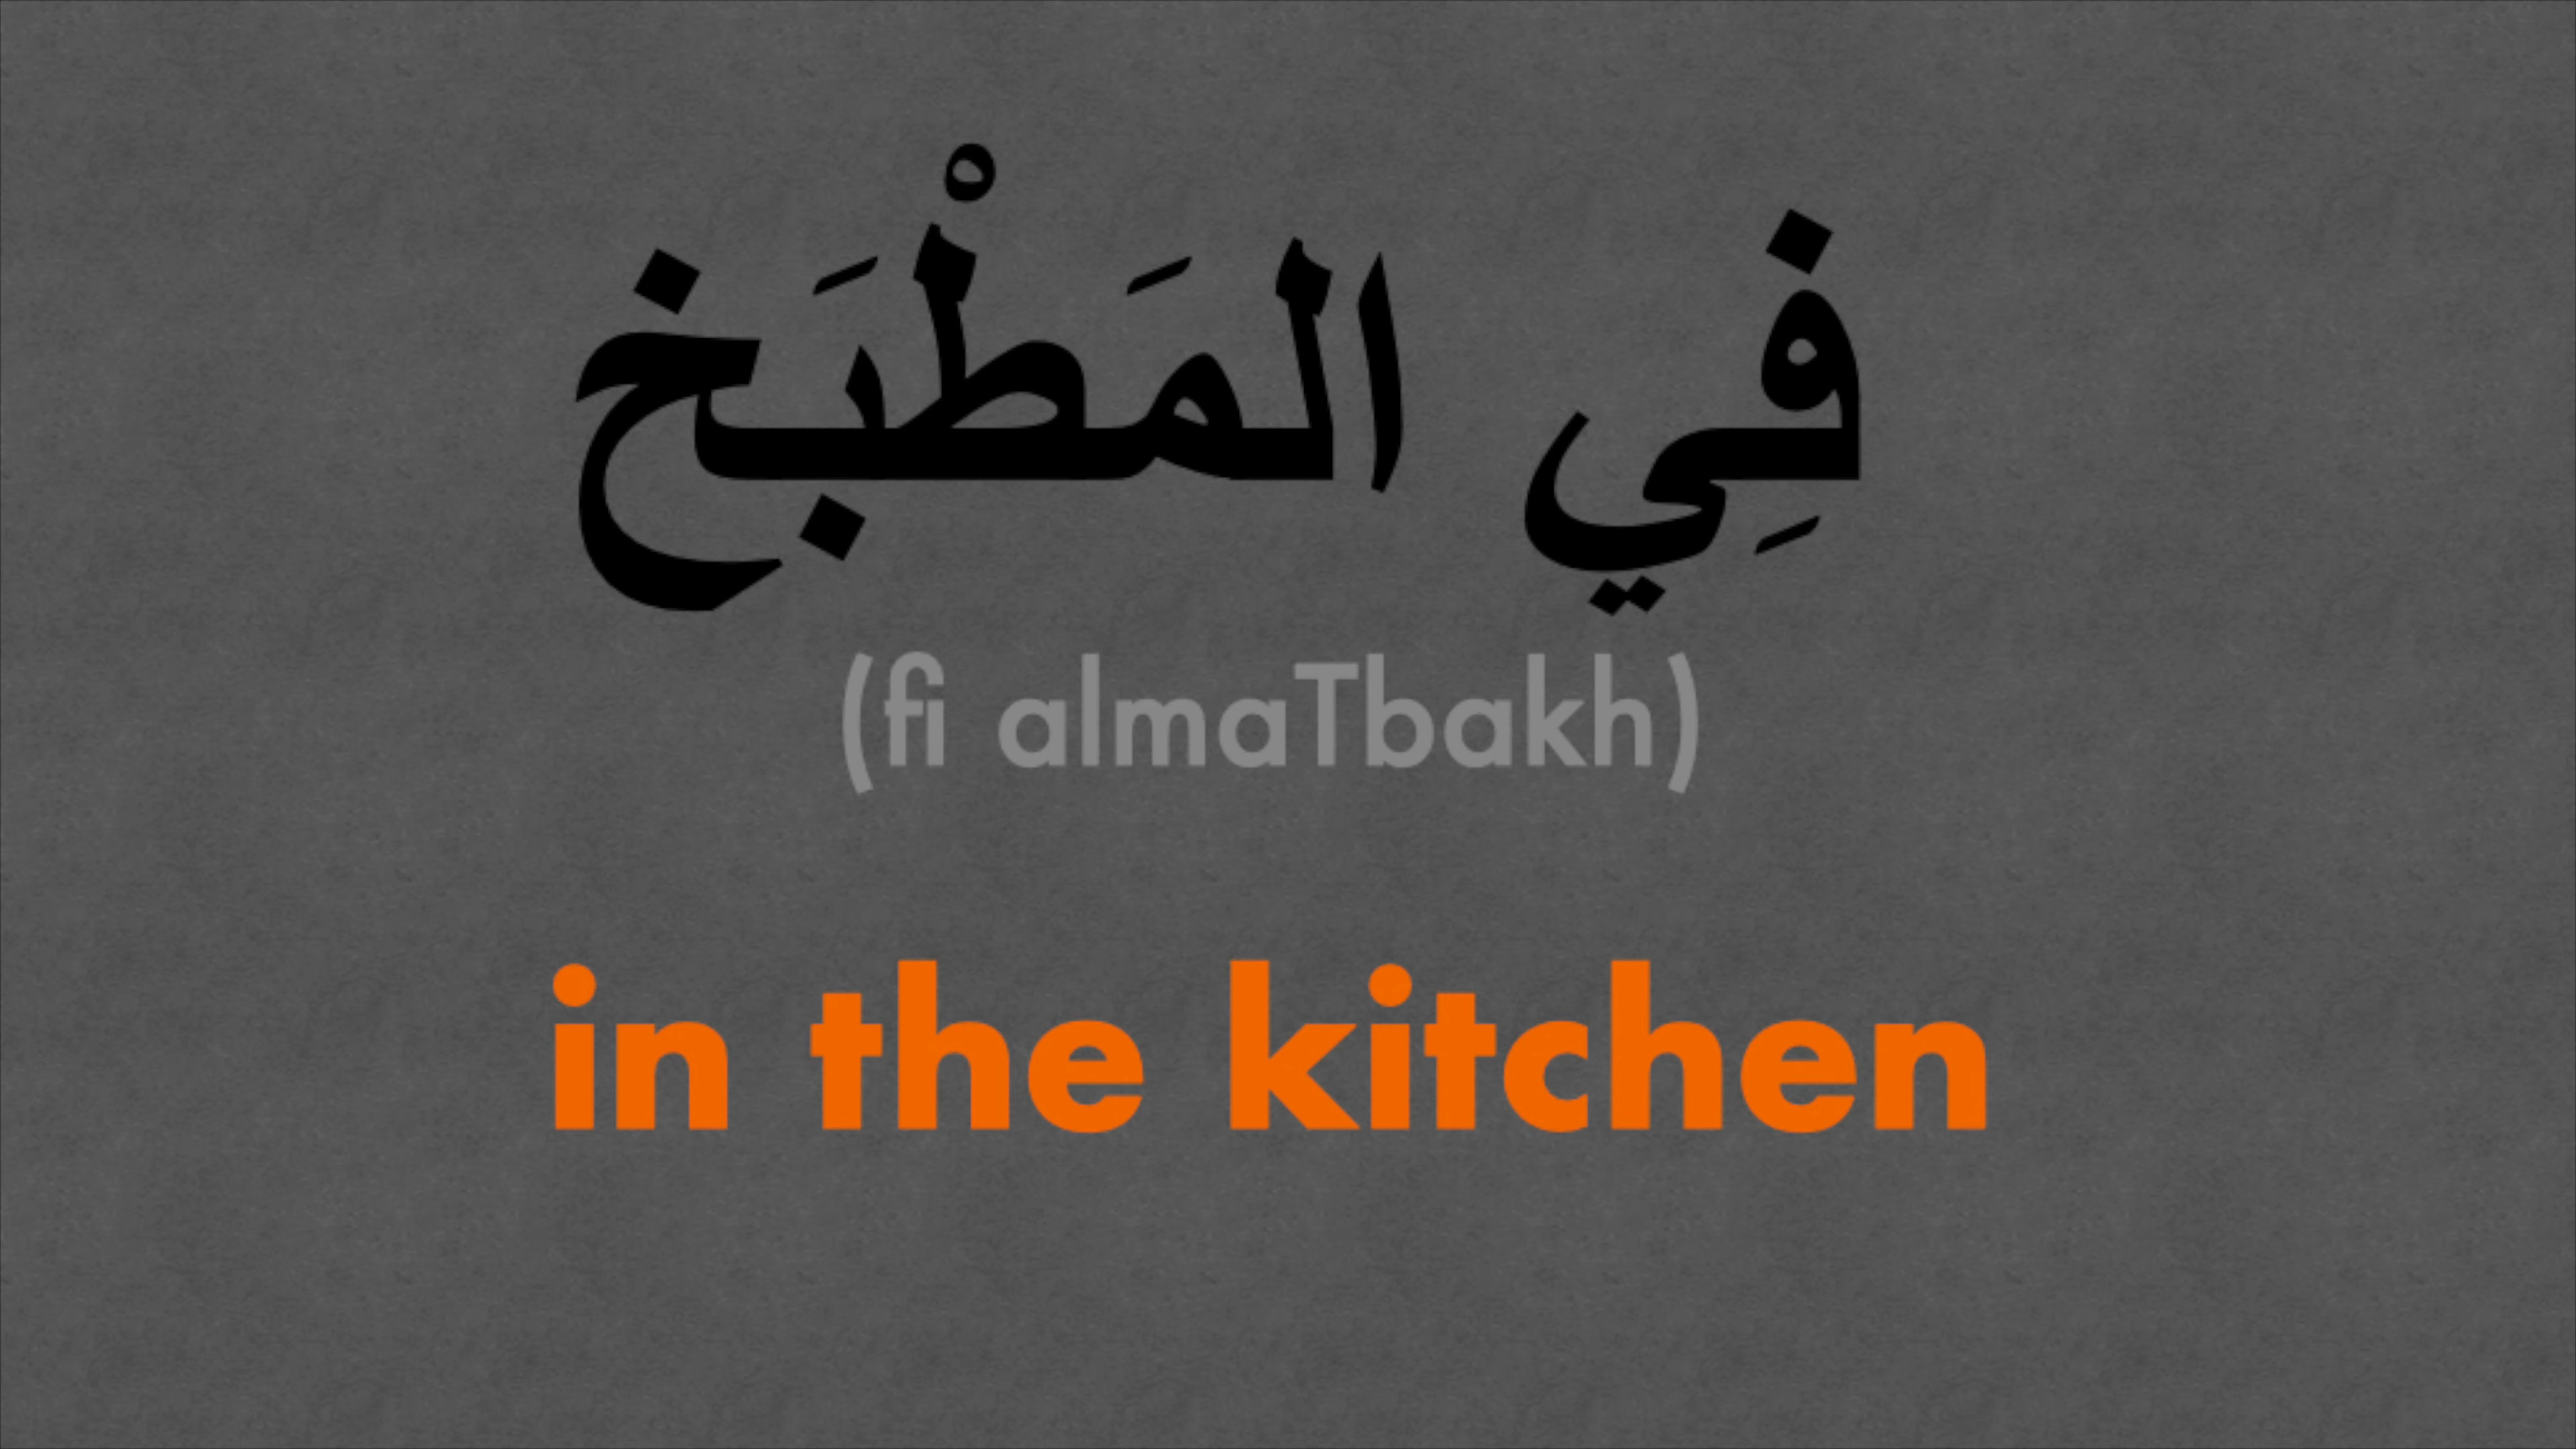 فِي المَطْبَخ
(fi almaTbakh)
in the kitchen